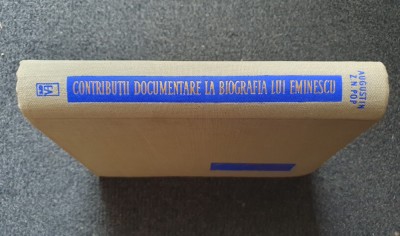 CONTRIBUȚII DOCUMENTARE LA BIOGRAFIA LUI EMINESCU
AUGUSTIN
Z. N. POP